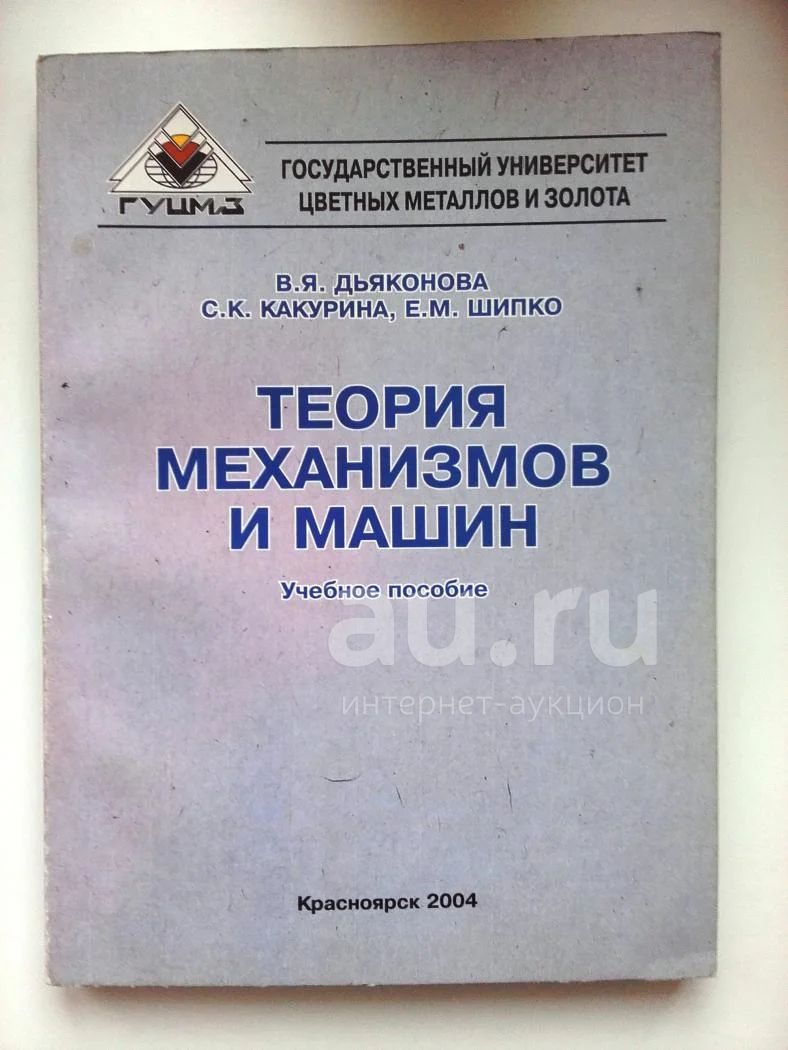 ГОСУДАРСТВЕННЫЙ УНИВЕРСИТЕТ
ЦВЕТНЫХ МЕТАЛЛОВ И ЗОЛОТА
ГУЦМЗ
В.Я. ДЬЯКОНОВА
С.К. КАКУРИНА, Е.М. ШИПКО
ТЕОРИЯ
МЕХАНИЗМОВ
И МАШИН
Учебное пособие
au.ru
интернет-аукцион
Красноярск 2004